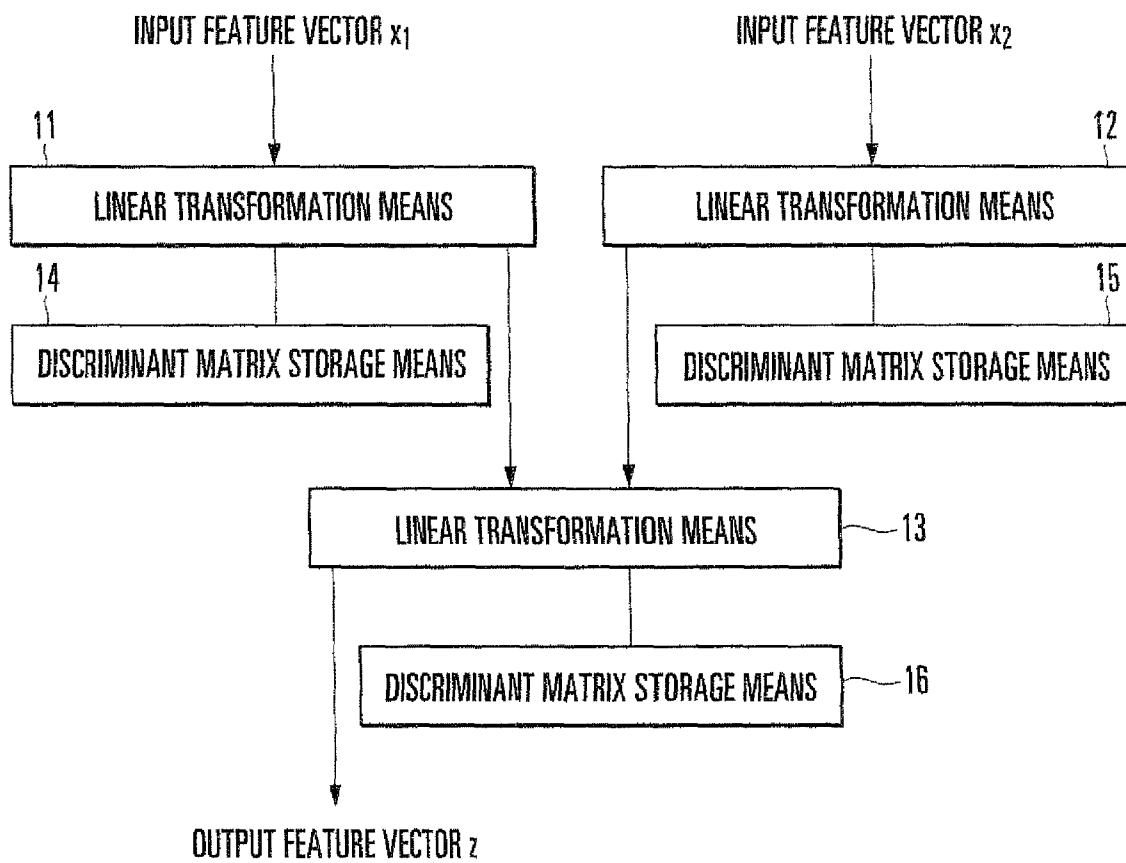 INPUT FEATURE VECTOR x1
INPUT FEATURE VECTOR x2
11
12
LINEAR TRANSFORMATION MEANS
LINEAR TRANSFORMATION MEANS
14
15
DISCRIMINANT MATRIX STORAGE MEANS
DISCRIMINANT MATRIX STORAGE MEANS
LINEAR TRANSFORMATION MEANS
13
DISCRIMINANT MATRIX STORAGE MEANS
16
OUTPUT FEATURE VECTOR z